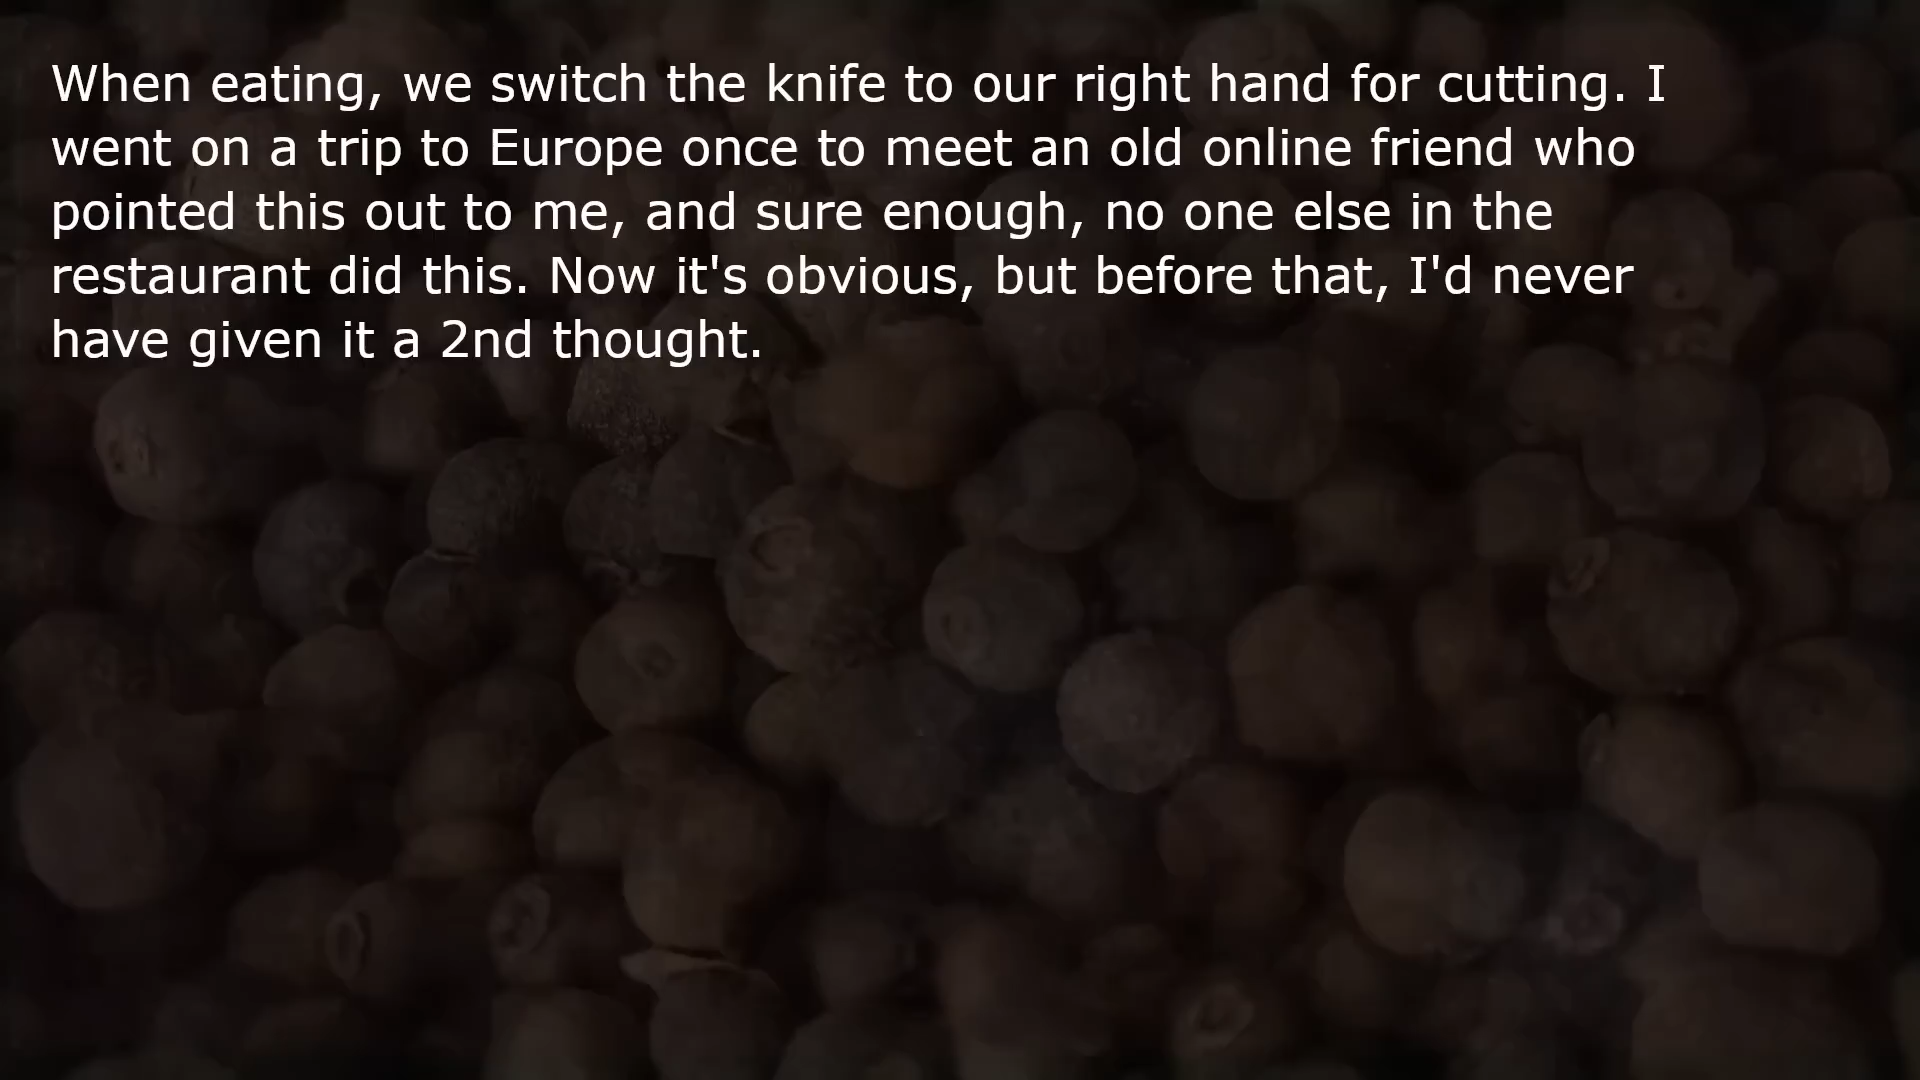 When eating, we switch the knife to our right hand for cutting. I
went on a trip to Europe once to meet an old online friend who
pointed this out to me, and sure enough, no one else in the
restaurant did this. Now it's obvious, but before that, I'd never
have given it a 2nd thought.